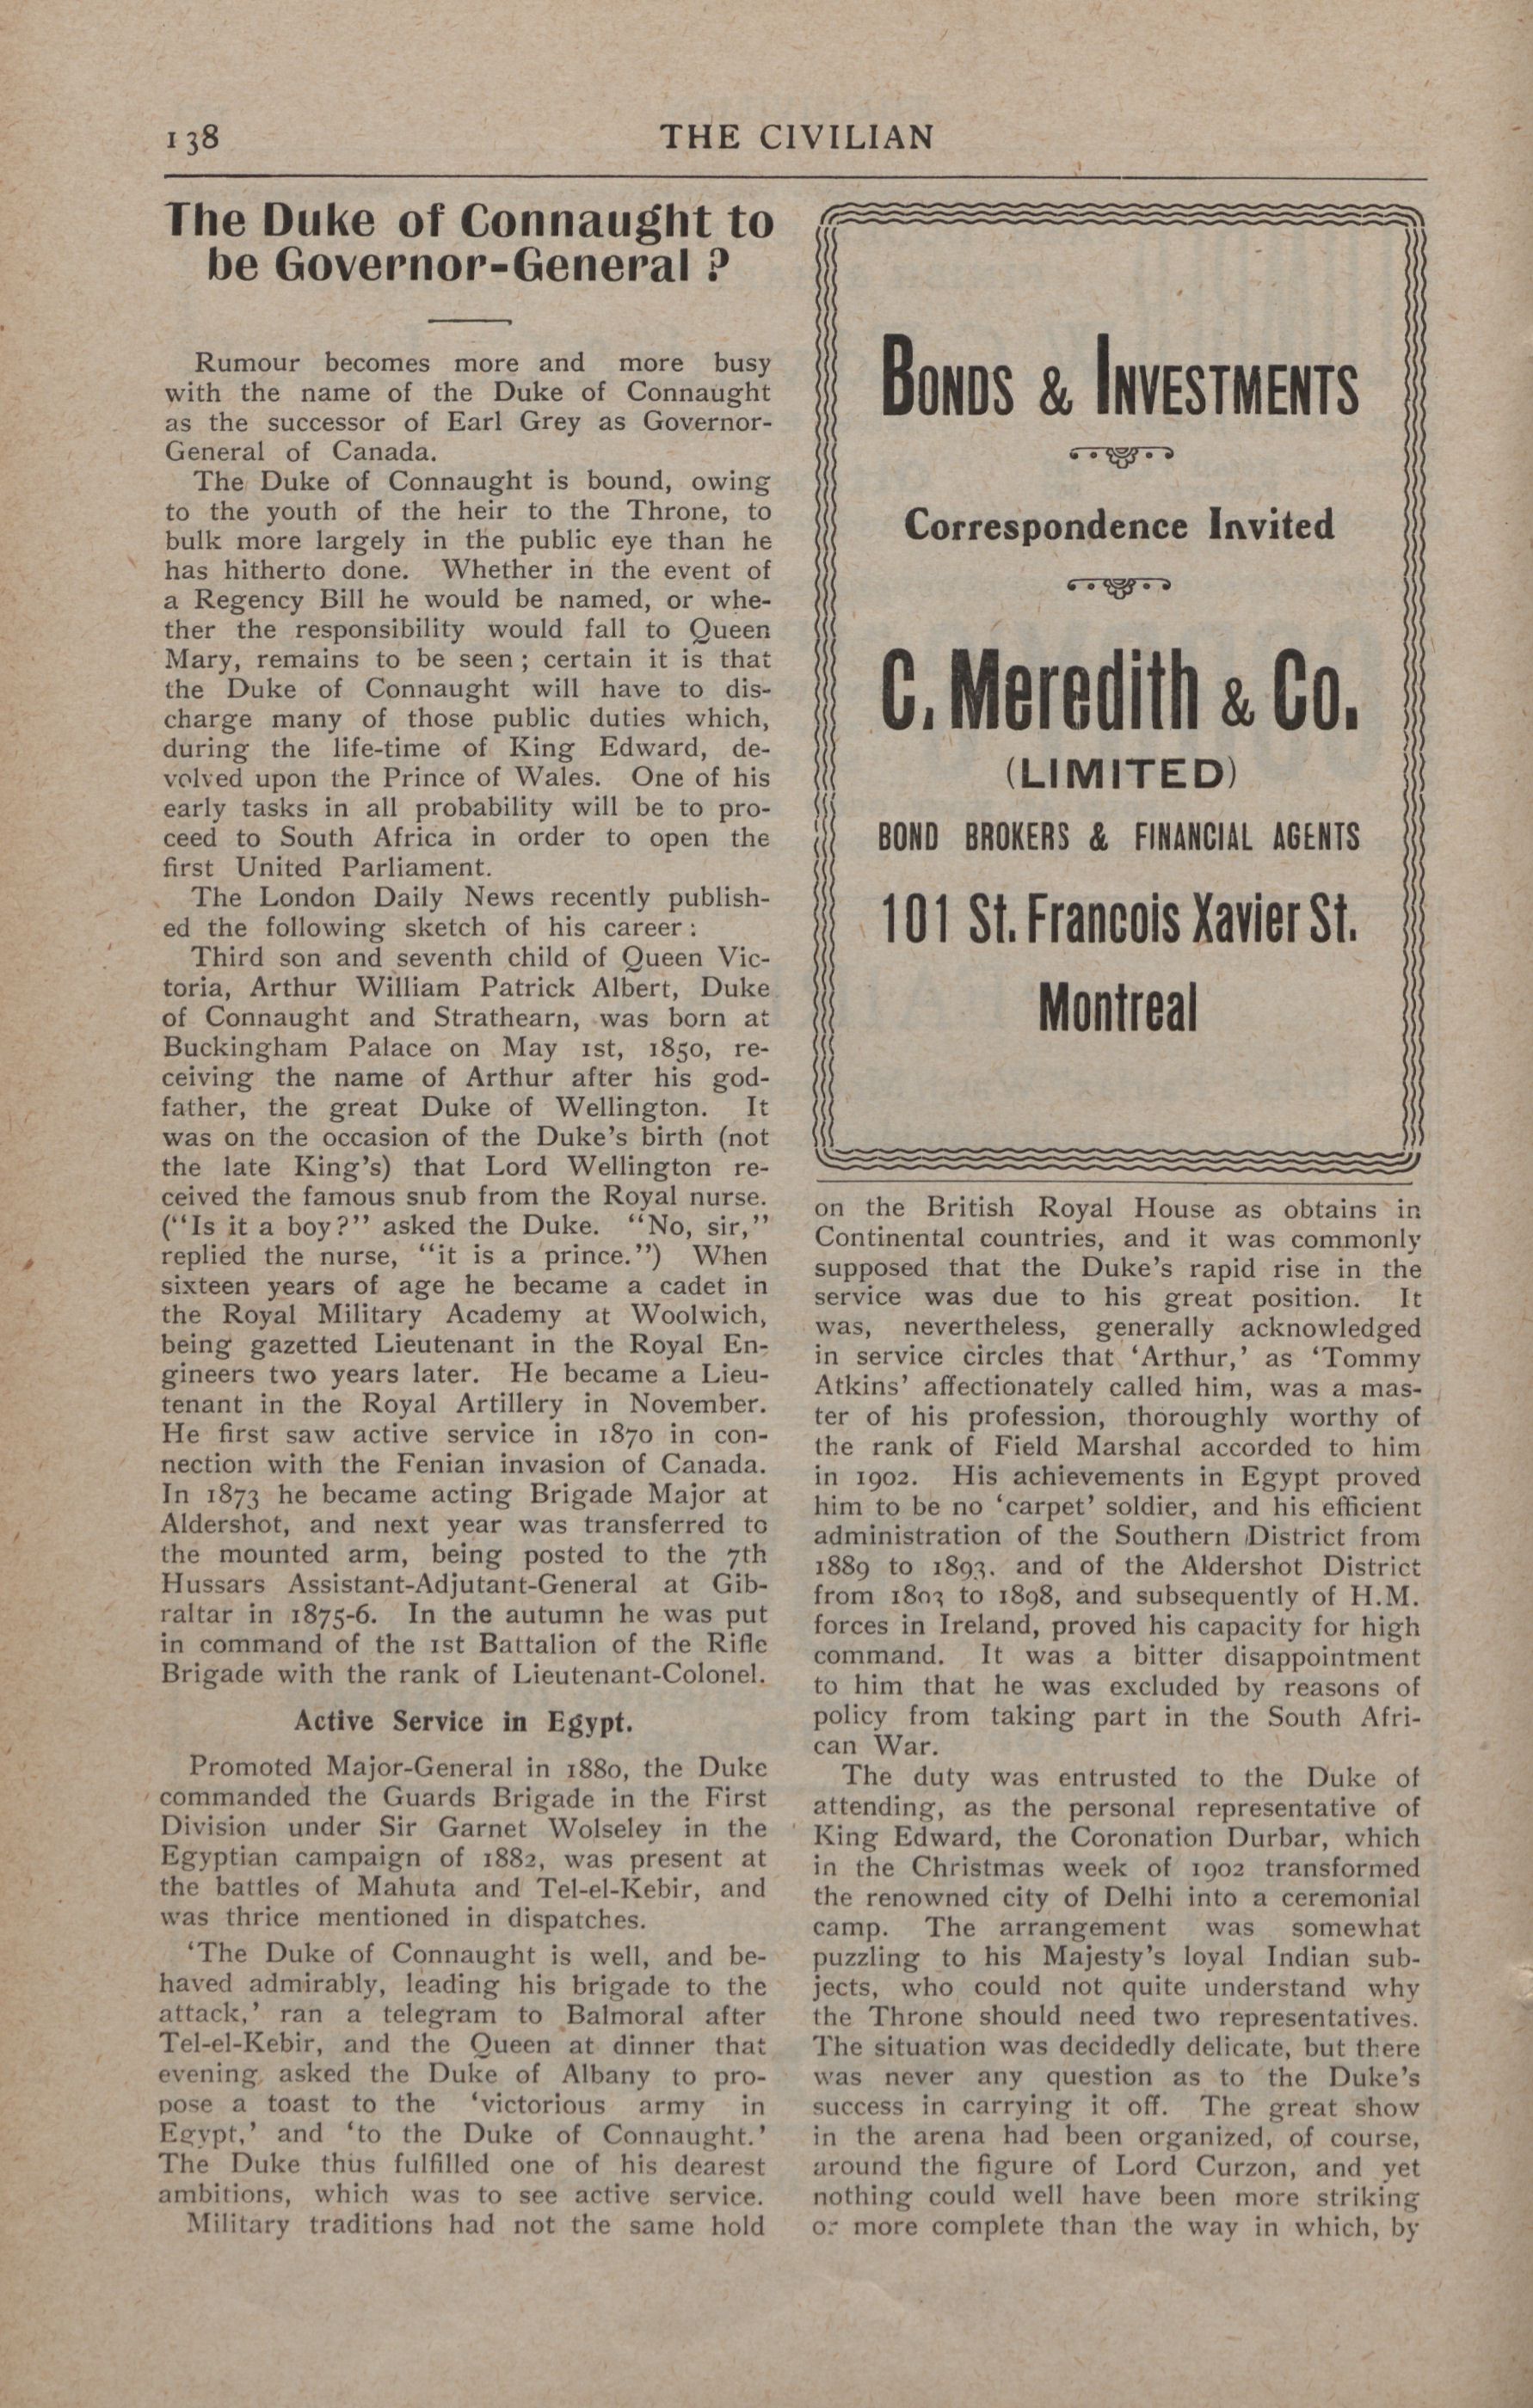 138
THE CIVILIAN
The Duke of Connaught to
be Governor-General ?
Rumour becomes more and more busy
with the name of the Duke of Connaught
as the successor of Earl Grey as Governor-
General of Canada.
The Duke of Connaught is bound, owing
to the youth of the heir to the Throne, to
bulk more largely in the public eye than he
has hitherto done. Whether in the event of
a Regency Bill he would be named, or whe-
ther the responsibility would fall to Queen
Mary, remains to be seen; certain it is that
the Duke of Connaught will have to dis-
charge many of those public duties which,
during the life-time of King Edward, de-
volved upon the Prince of Wales. One of his
early tasks in all probability will be to pro-
ceed to South Africa in order to open the
first United Parliament.
The London Daily News recently publish-
ed the following sketch of his career:
Third son and seventh child of Queen Vic-
toria, Arthur William Patrick Albert, Duke
of Connaught and Strathearn, was born at
Buckingham Palace on May 1st, 1850, re-
ceiving the name of Arthur after his god-
father, the great Duke of Wellington. It
was on the occasion of the Duke's birth (not
the late King's) that Lord Wellington re-
ceived the famous snub from the Royal nurse.
("Is it a boy?" asked the Duke. "No, sir,"
replied the nurse, "it is a prince.") When
sixteen years of age he became a cadet in
the Royal Military Academy at Woolwich,
being gazetted Lieutenant in the Royal En-
gineers two years later. He became a Lieu-
tenant in the Royal Artillery in November.
He first saw active service in 1870 in con-
nection with the Fenian invasion of Canada.
In 1873 he became acting Brigade Major at
Aldershot, and next year was transferred to
the mounted arm, being posted to the 7th
Hussars Assistant-Adjutant-General at Gib-
raltar in 1875-6. In the autumn he was put
in command of the 1st Battalion of the Rifle
Brigade with the rank of Lieutenant-Colonel.
Active Service in Egypt.
Promoted Major-General in 1880, the Duke
commanded the Guards Brigade in the First
Division under Sir Garnet Wolseley in the
Egyptian campaign of 1882, was present at
the battles of Mahuta and Tel-el-Kebir, and
was thrice mentioned in dispatches.
'The Duke of Connaught is well, and be-
haved admirably, leading his brigade to the
attack,' ran a telegram to Balmoral after
Tel-el-Kebir, and the Queen at dinner that
evening asked the Duke of Albany to pro-
pose a toast to the 'victorious army in
Egypt,' and 'to the Duke of Connaught.'
The Duke thus fulfilled one of his dearest
ambitions, which was to see active service.
Military traditions had not the same hold
BONDS & INVESTMENTS
Correspondence Invited
C. Meredith & Co.
(LIMITED)
BOND BROKERS & FINANCIAL AGENTS
101 St. Francois Xavier St.
Montreal
on the British Royal House as obtains in
Continental countries, and it was commonly
supposed that the Duke's rapid rise in the
service was due to his great position. It
was, nevertheless, generally acknowledged
in service circles that 'Arthur,' as 'Tommy
Atkins' affectionately called him, was a mas-
ter of his profession, thoroughly worthy of
the rank of Field Marshal accorded to him
in 1902. His achievements in Egypt proved
him to be no 'carpet' soldier, and his efficient
administration of the Southern District from
1889 to 1893. and of the Aldershot District
from 1893 to 1898, and subsequently of H.M.
forces in Ireland, proved his capacity for high
command. It was a bitter disappointment
to him that he was excluded by reasons of
policy from taking part in the South Afri-
can War.
The duty was entrusted to the Duke of
attending, as the personal representative of
King Edward, the Coronation Durbar, which
in the Christmas week of 1902 transformed
the renowned city of Delhi into a ceremonial
camp. The arrangement was somewhat
puzzling to his Majesty's loyal Indian sub-
jects, who could not quite understand why
the Throne should need two representatives.
The situation was decidedly delicate, but there
was never any question as to the Duke's
success in carrying it off. The great show
in the arena had been organized, of course,
around the figure of Lord Curzon, and yet
nothing could well have been more striking
or more complete than the way in which, by